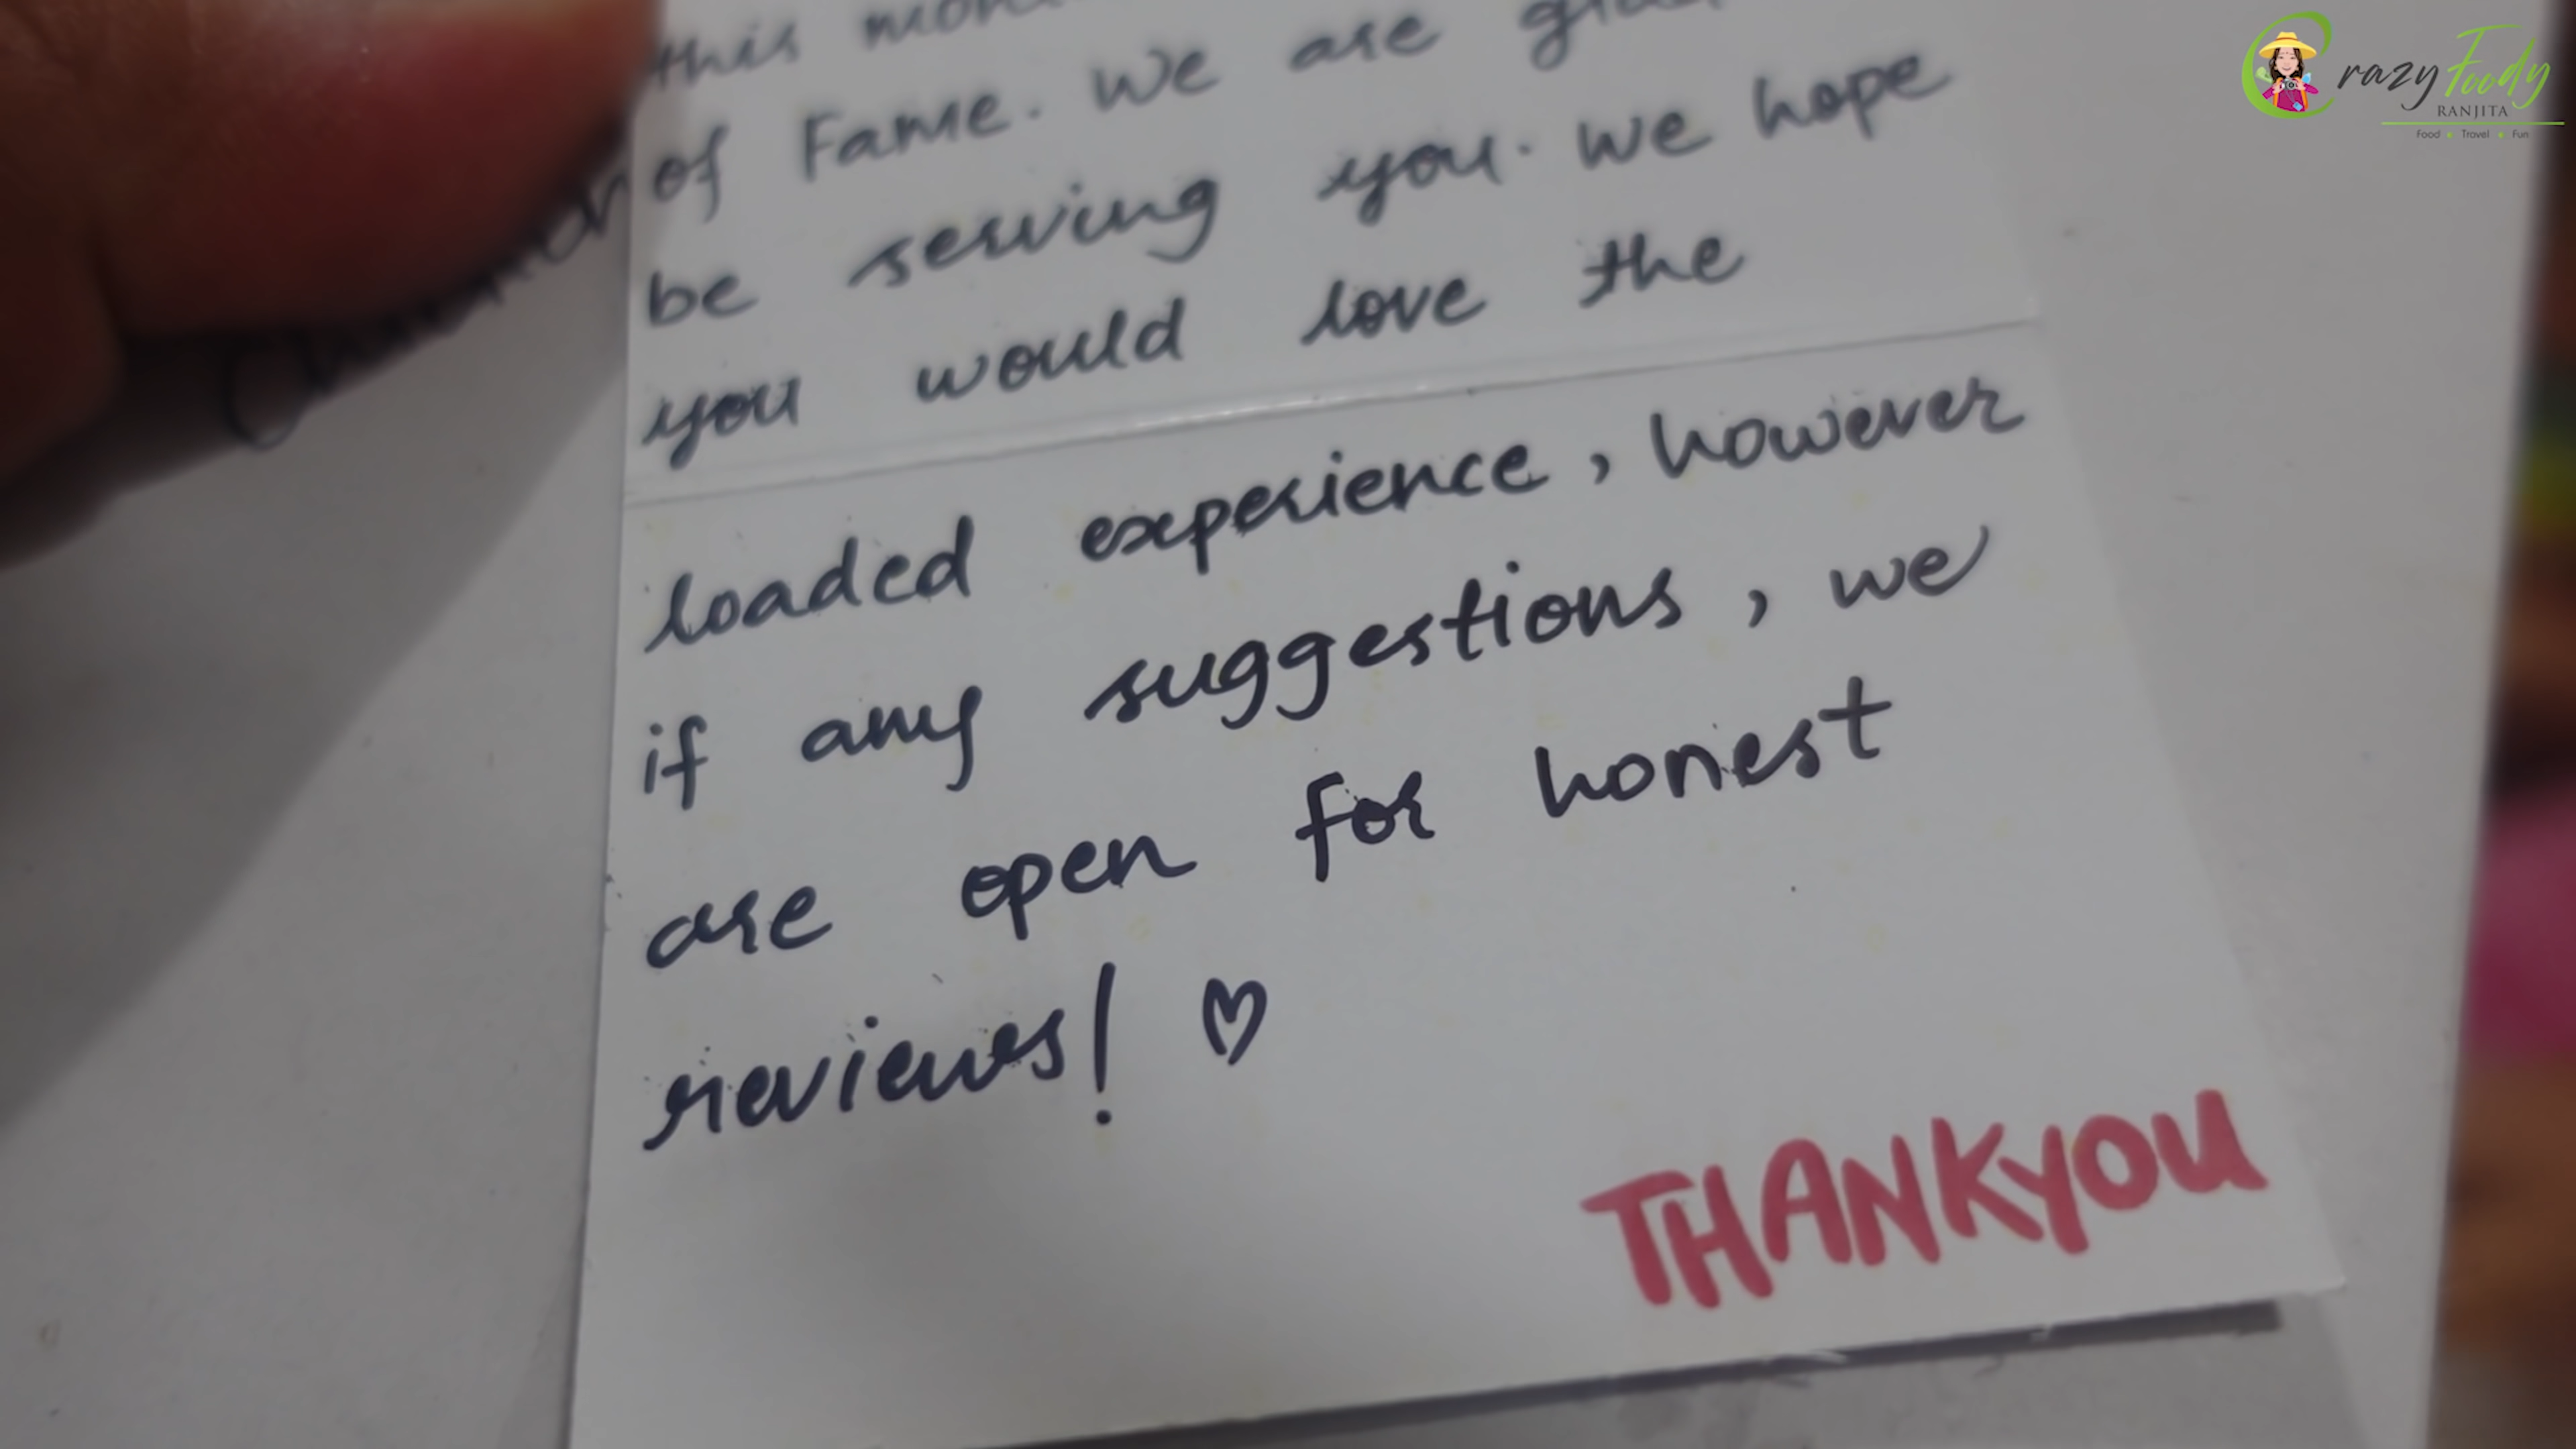 this
of Fame. We are
be serving you. We hope
you would love the
loaded experience, however
if any suggestions, we
are open for honest
reviews! ♡
THANKYOU
Crazy Foody
RANJITA
Food • Travel • Fun